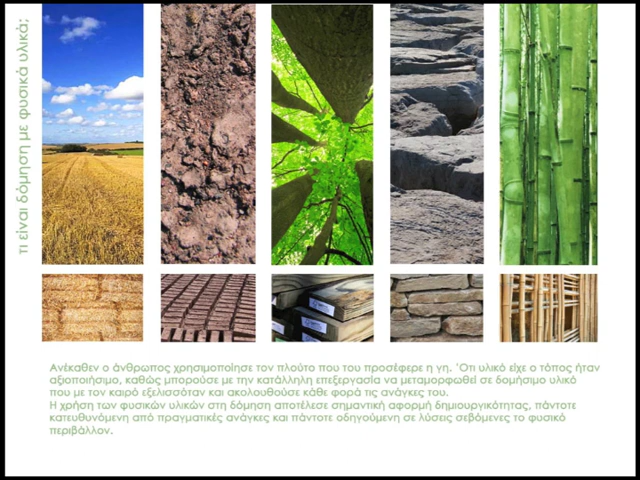 τι είναι δόμηση με φυσικά υλικά;
Ανέκαθεν ο άνθρωπος χρησιμοποίησε τον πλούτο που του προσέφερε η γη. ΄Οτι υλικό είχε ο τόπος ήταν
αξιοποιήσιμο, καθώς μπορούσε με την κατάλληλη επεξεργασία να μεταμορφωθεί σε δομήσιμο υλικό
που με τον καιρό εξελισσόταν και ακολουθούσε κάθε φορά τις ανάγκες του.
Η χρήση των φυσικών υλικών στη δόμηση αποτέλεσε σημαντική αφορμή δημιουργικότητας, πάντοτε
κατευθυνόμενη από πραγματικές ανάγκες και πάντοτε οδηγούμενη σε λύσεις σεβόμενες το φυσικό
περιβάλλον.